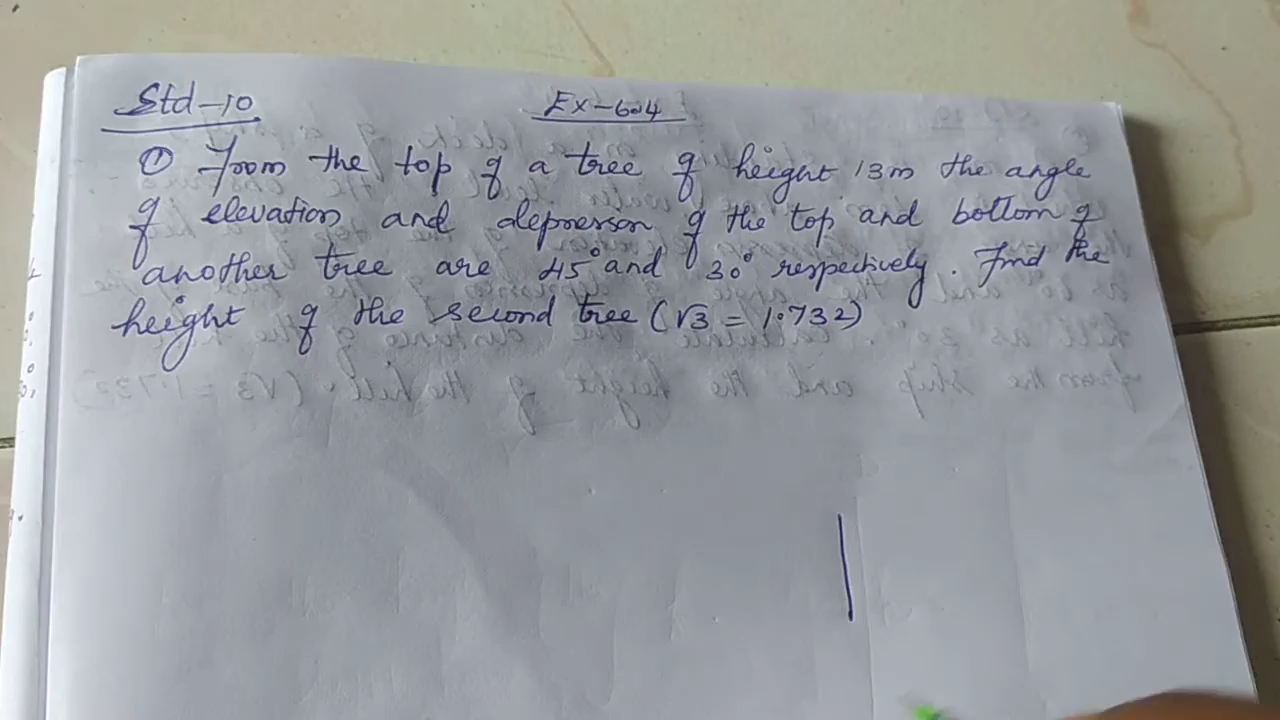 Std-10
Ex-6.4
① From the top of a tree of height 13m the angle
of elevation and depresson of the top and bottom of
another tree are 45° and 30° respectively. Find the
height of the second tree (√3 = 1.732)